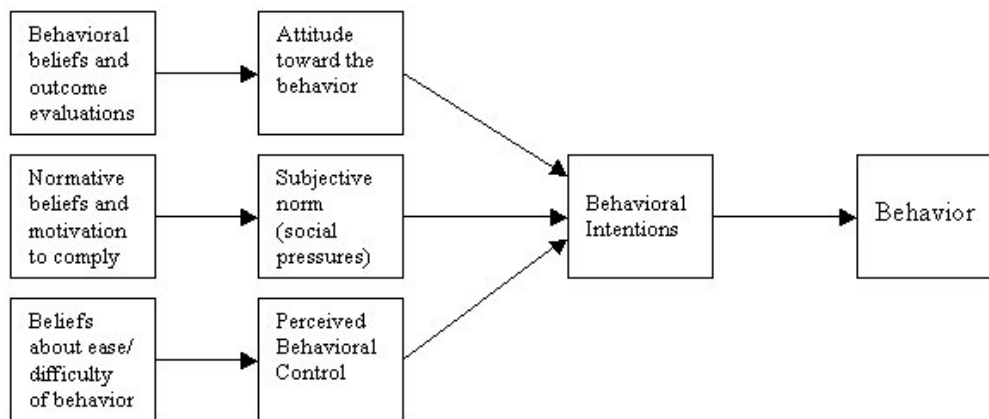 Behavioral
beliefs and
outcome
evaluations
Attitude
toward the
behavior
Normative
beliefs and
motivation
to comply
Subjective
norm
(social
pressures)
Behavioral
Intentions
Behavior
Beliefs
about ease/
difficulty
of behavior
Perceived
Behavioral
Control